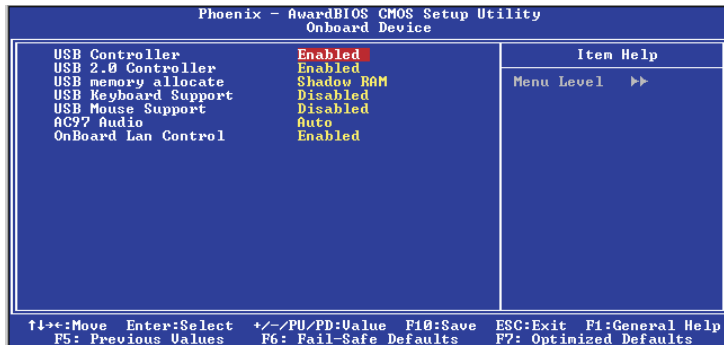 Phoenix - AwardBIOS CMOS Setup Utility
Onboard Device
USB Controller Enabled
USB 2.0 Controller Enabled
USB memory allocate Shadow RAM
USB Keyboard Support Disabled
USB Mouse Support Disabled
AC97 Audio Auto
OnBoard Lan Control Enabled
Item Help
Menu Level ▸▸
↑↓→←:Move Enter:Select +/-/PU/PD:Value F10:Save ESC:Exit F1:General Help
F5: Previous Values F6: Fail-Safe Defaults F7: Optimized Defaults